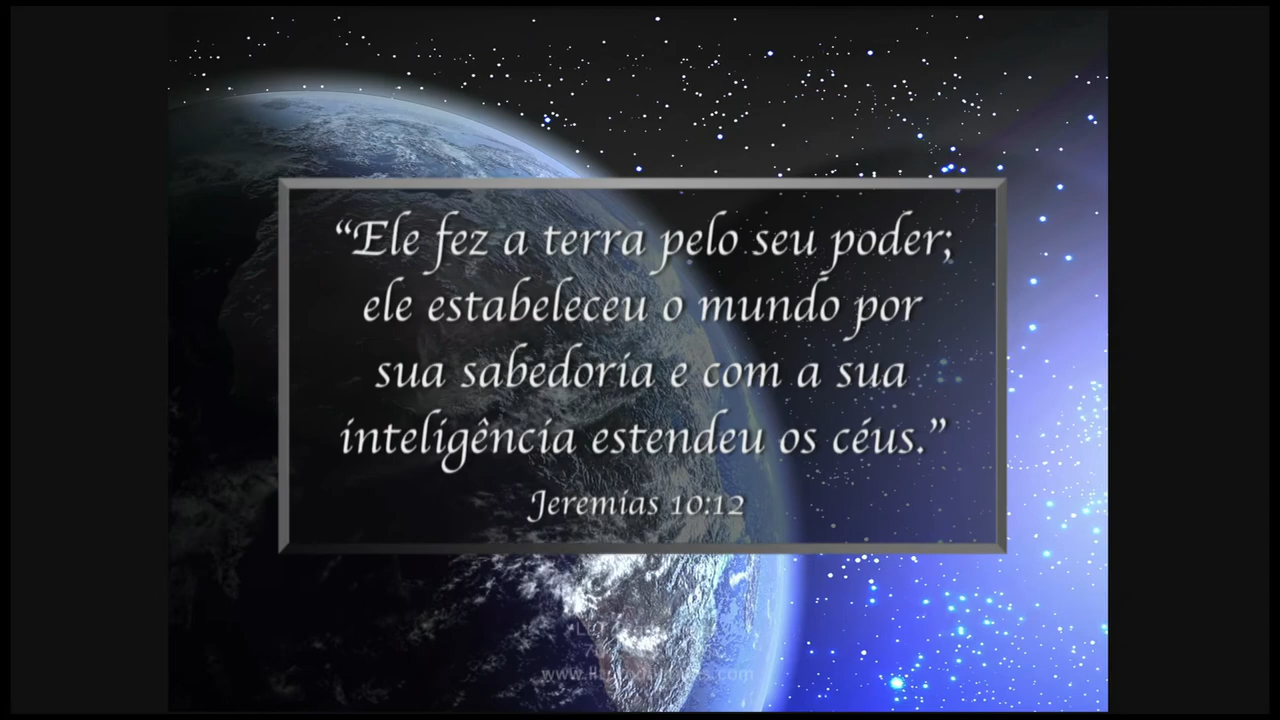 “Ele fez a terra pelo seu poder;
ele estabeleceu o mundo por
sua sabedoria e com a sua
inteligência estendeu os céus.”
Jeremias 10:12